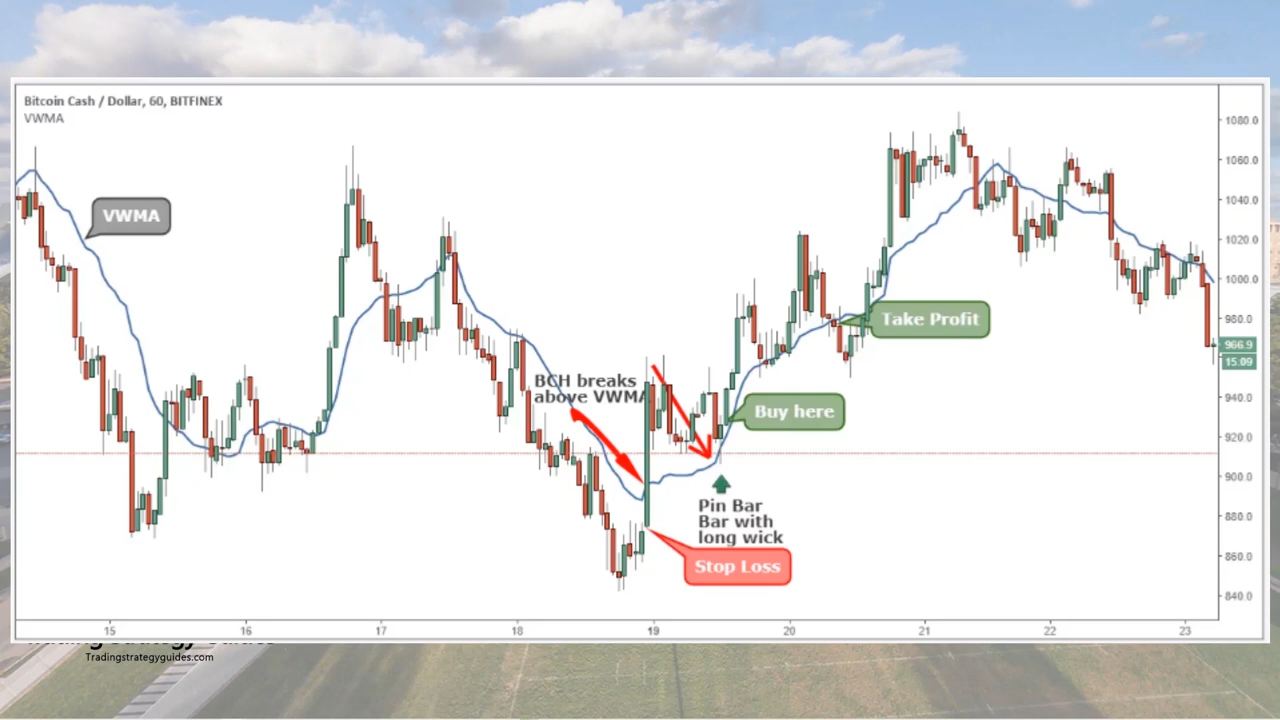 Bitcoin Cash / Dollar, 60, BITFINEX
VWMA
VWMA
BCH breaks
above VWMA
Take Profit
Buy here
Pin Bar
Bar with
long wick
Stop Loss
1080.0
1060.0
1040.0
1020.0
1000.0
980.0
966.9
15:09
940.0
920.0
900.0
880.0
860.0
840.0
15 16 17 18 19 20 21 22 23
Trading Strategy Guides
Tradingstrategyguides.com